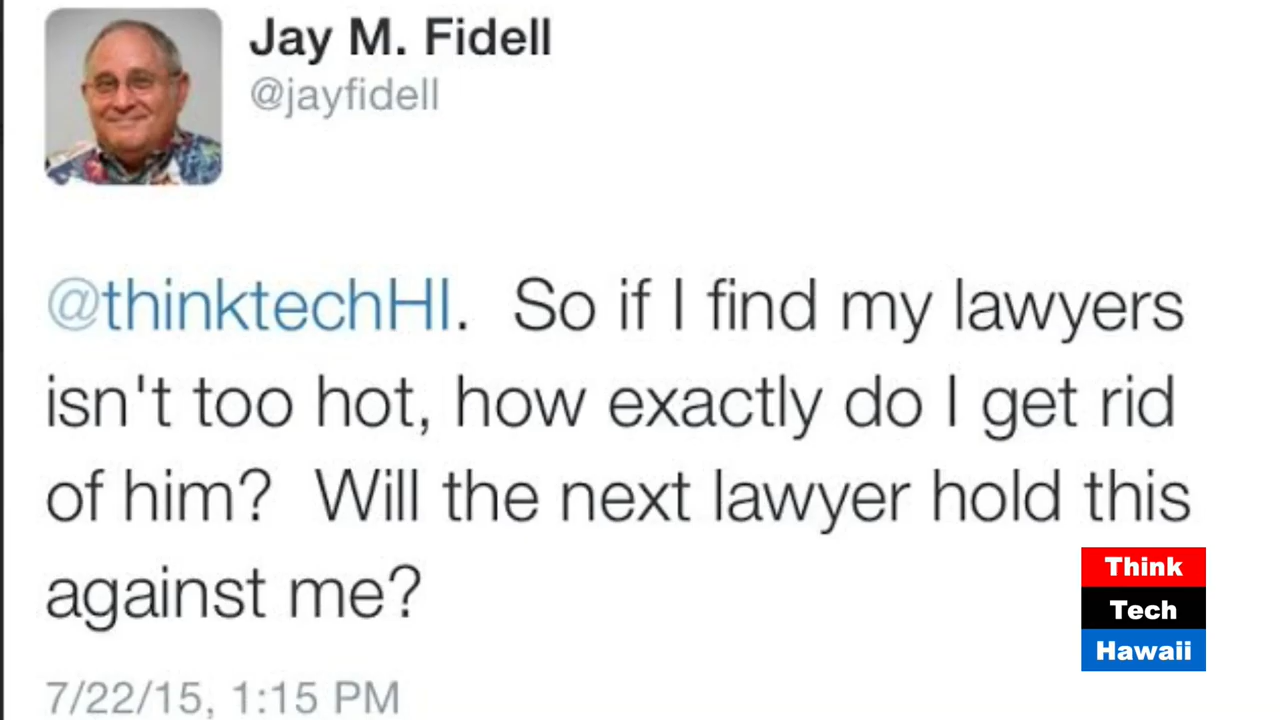 Jay M. Fidell
@jayfidell
@thinktechHI.  So if I find my lawyers
isn't too hot, how exactly do I get rid
of him?  Will the next lawyer hold this
against me?
7/22/15, 1:15 PM
Think
Tech
Hawaii